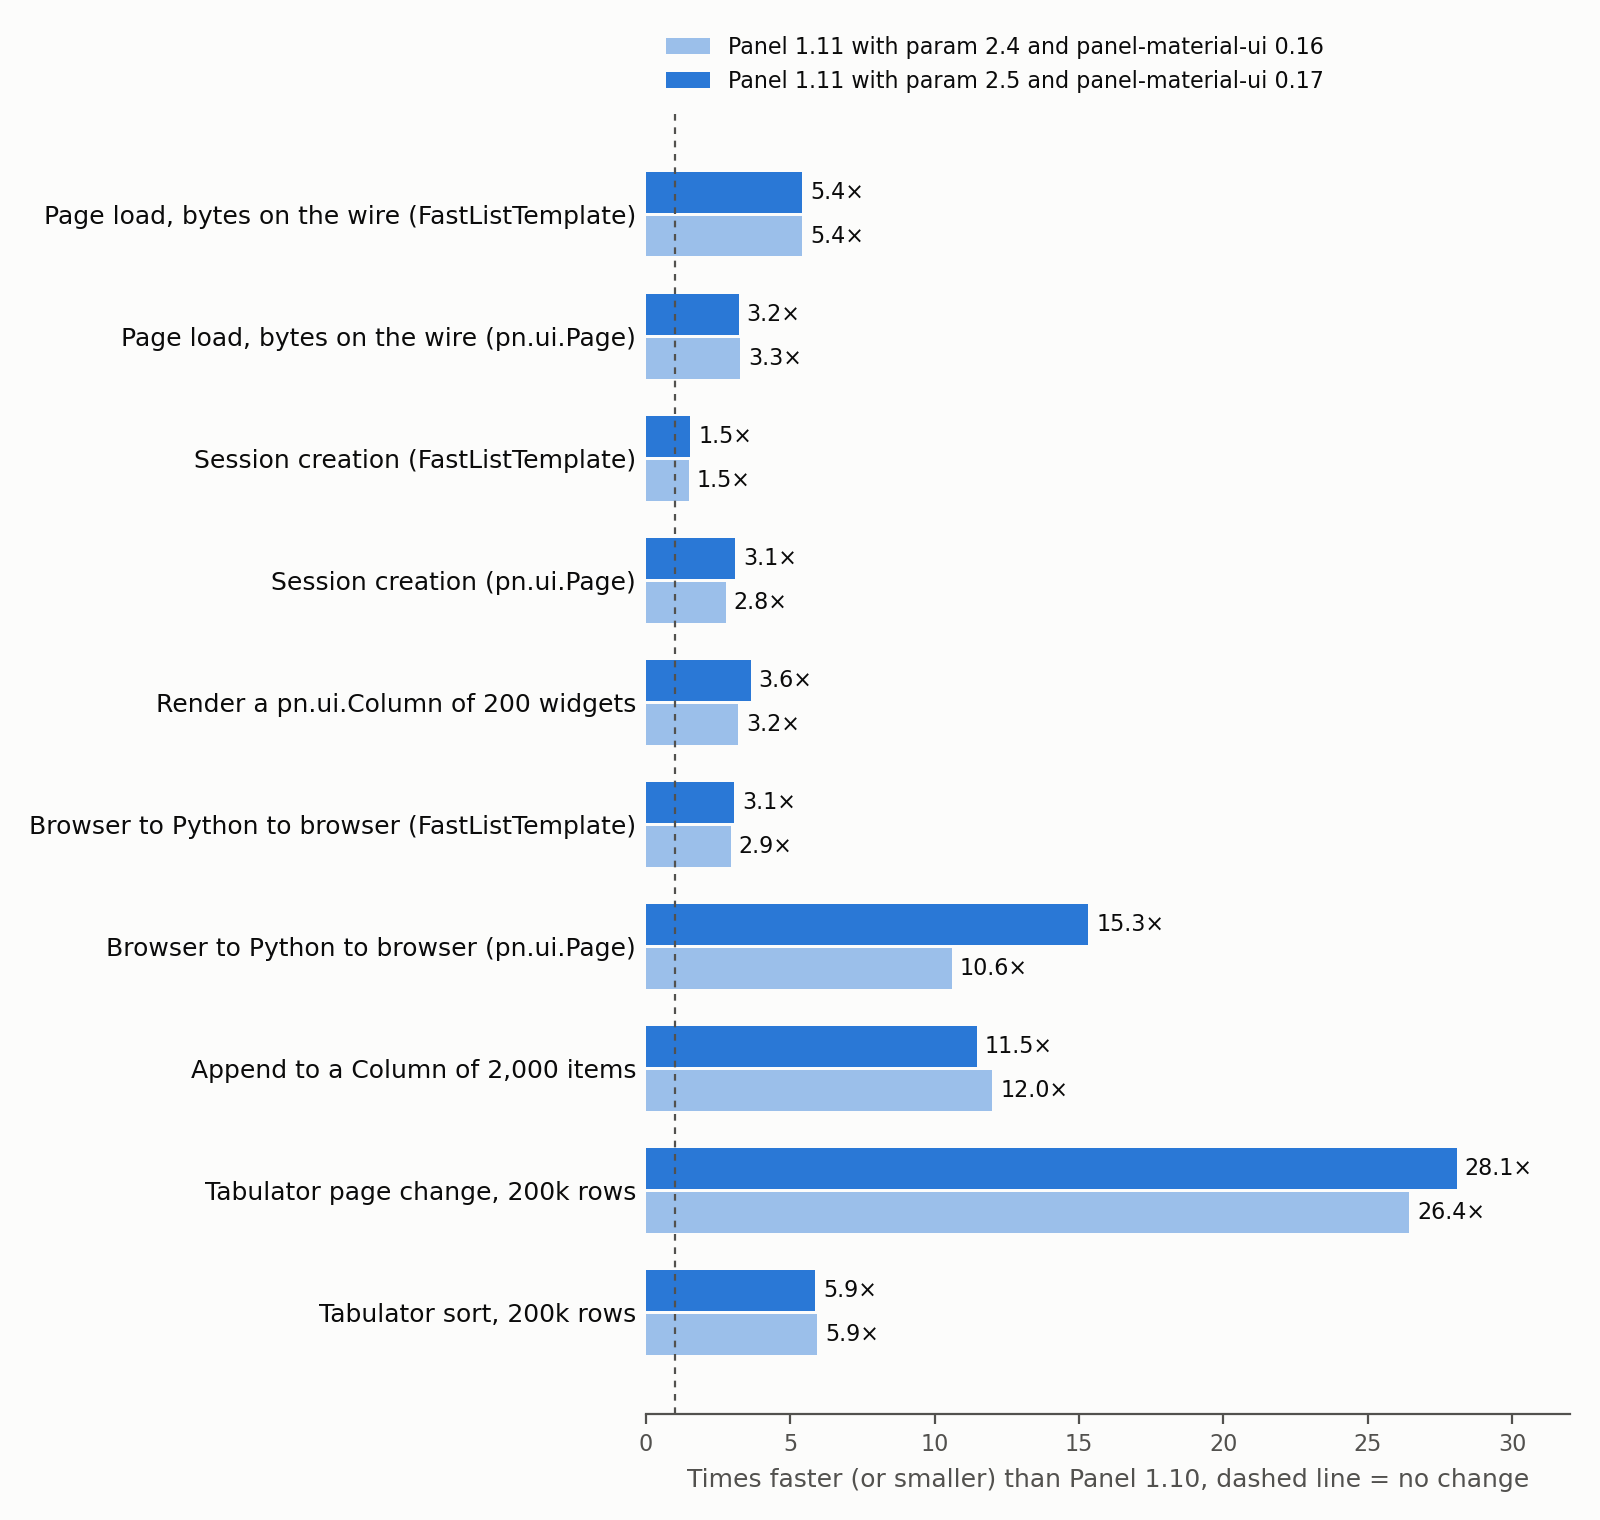 Panel 1.11 with param 2.4 and panel-material-ui 0.16
Panel 1.11 with param 2.5 and panel-material-ui 0.17
Page load, bytes on the wire (FastListTemplate)
5.4×
5.4×
Page load, bytes on the wire (pn.ui.Page)
3.2×
3.3×
Session creation (FastListTemplate)
1.5×
1.5×
Session creation (pn.ui.Page)
3.1×
2.8×
Render a pn.ui.Column of 200 widgets
3.6×
3.2×
Browser to Python to browser (FastListTemplate)
3.1×
2.9×
Browser to Python to browser (pn.ui.Page)
15.3×
10.6×
Append to a Column of 2,000 items
11.5×
12.0×
Tabulator page change, 200k rows
28.1×
26.4×
Tabulator sort, 200k rows
5.9×
5.9×
0 5 10 15 20 25 30
Times faster (or smaller) than Panel 1.10, dashed line = no change